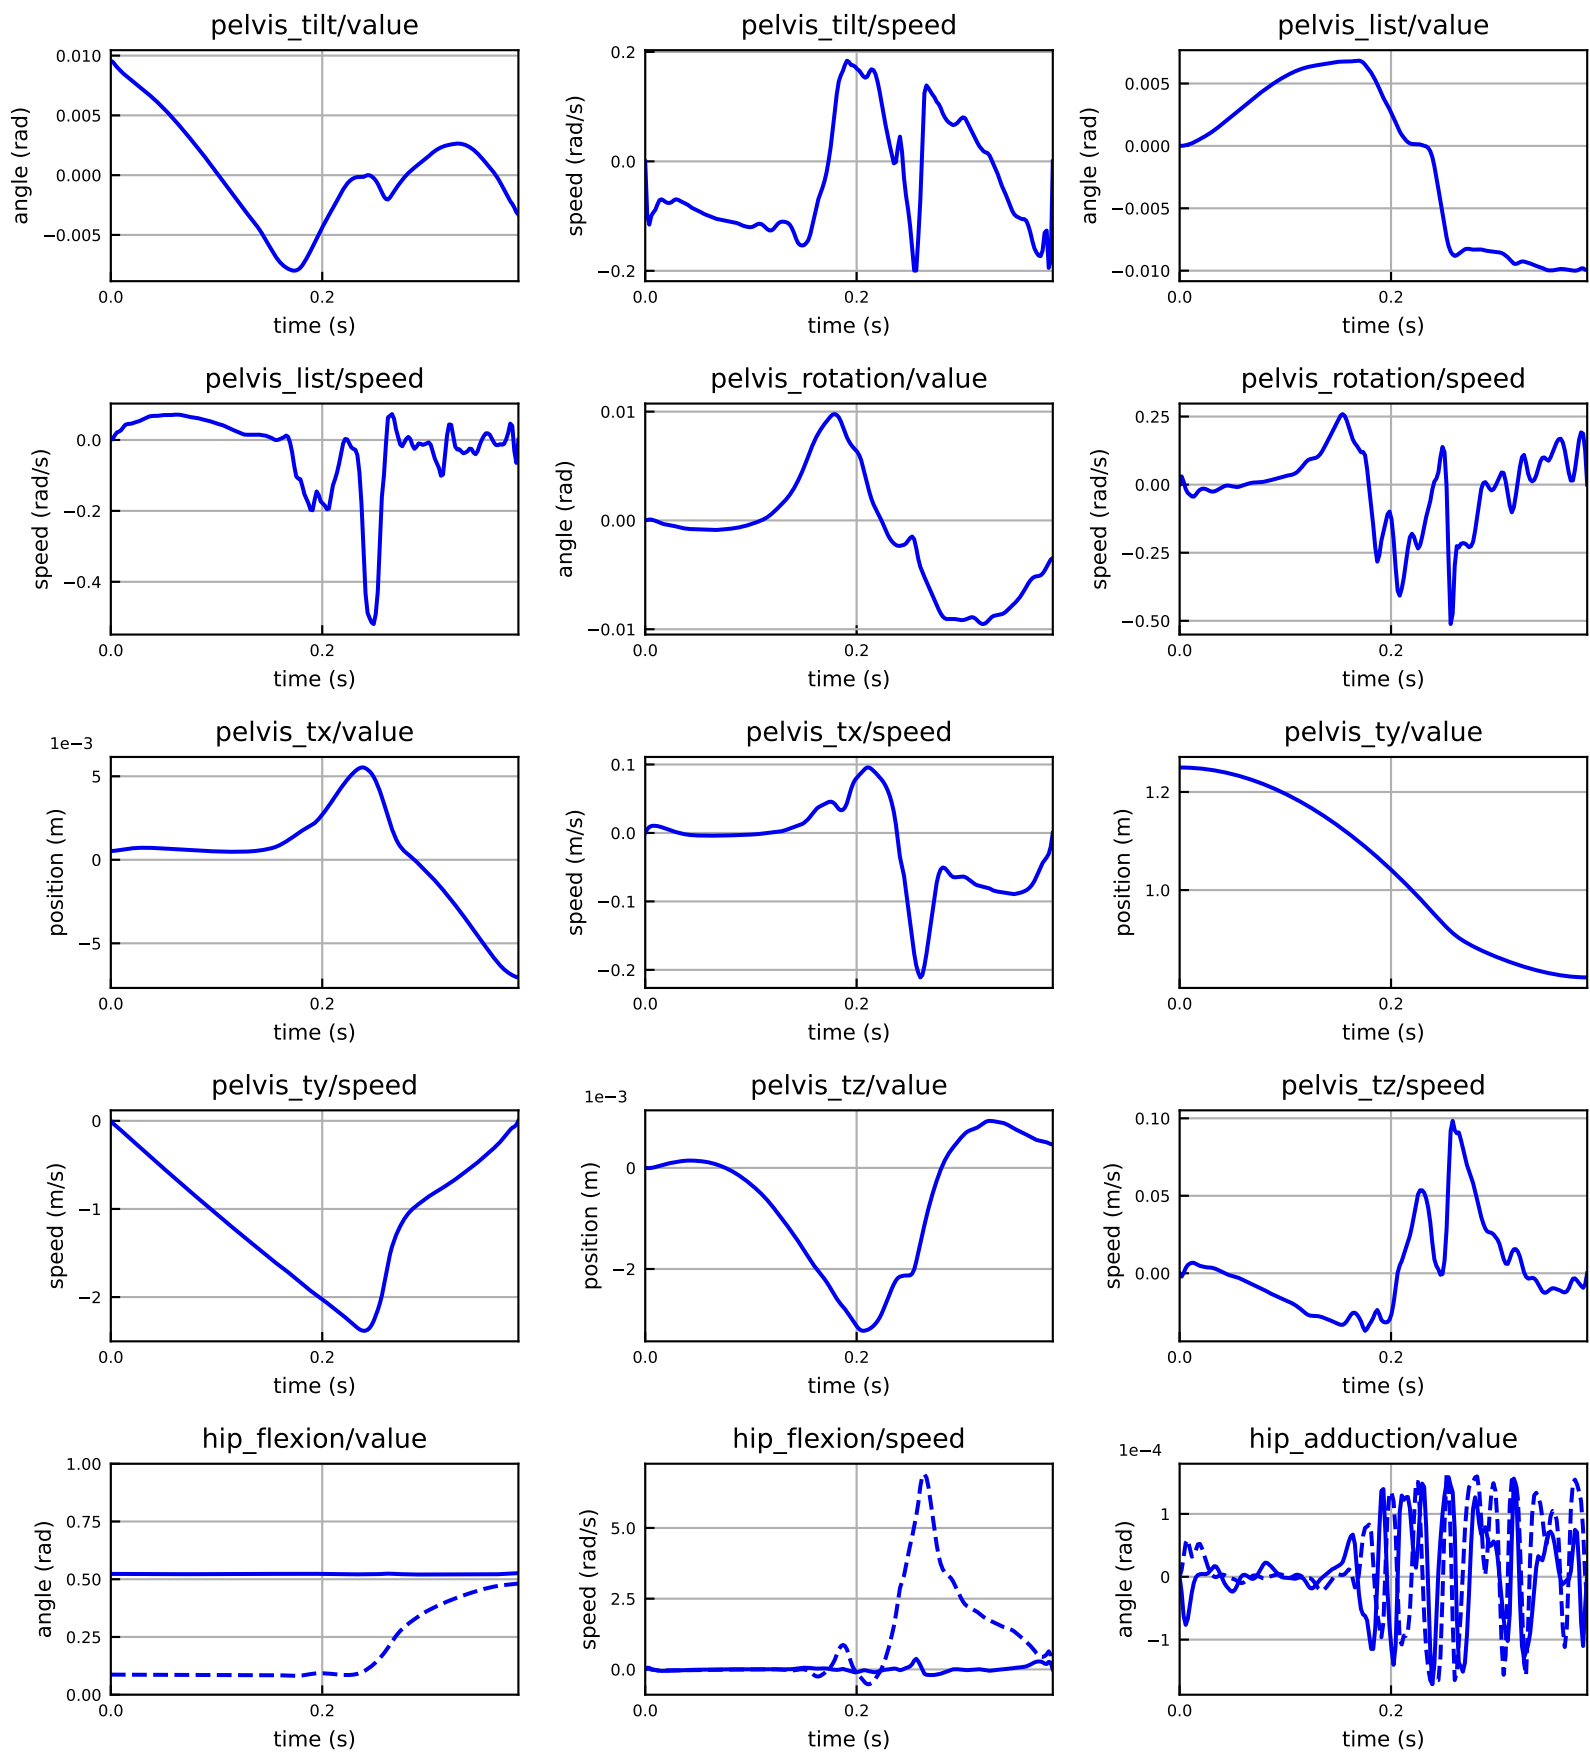 pelvis_tilt/value
pelvis_tilt/speed
pelvis_list/value
0.010
0.005
0.000
−0.005
angle (rad)
0.0
0.2
time (s)
0.2
0.0
−0.2
speed (rad/s)
0.0
0.2
time (s)
0.005
0.000
−0.005
−0.010
angle (rad)
0.0
0.2
time (s)
pelvis_list/speed
pelvis_rotation/value
pelvis_rotation/speed
0.0
−0.2
−0.4
speed (rad/s)
0.0
0.2
time (s)
0.01
0.00
−0.01
angle (rad)
0.0
0.2
time (s)
0.25
0.00
−0.25
−0.50
speed (rad/s)
0.0
0.2
time (s)
pelvis_tx/value
pelvis_tx/speed
pelvis_ty/value
1e−3
5
0
−5
position (m)
0.0
0.2
time (s)
0.1
0.0
−0.1
−0.2
speed (m/s)
0.0
0.2
time (s)
1.2
1.0
position (m)
0.0
0.2
time (s)
pelvis_ty/speed
pelvis_tz/value
pelvis_tz/speed
0
−1
−2
speed (m/s)
0.0
0.2
time (s)
1e−3
0
−2
position (m)
0.0
0.2
time (s)
0.10
0.05
0.00
speed (m/s)
0.0
0.2
time (s)
hip_flexion/value
hip_flexion/speed
hip_adduction/value
1.00
0.75
0.50
0.25
0.00
angle (rad)
0.0
0.2
time (s)
5.0
2.5
0.0
speed (rad/s)
0.0
0.2
time (s)
1e−4
1
0
−1
angle (rad)
0.0
0.2
time (s)